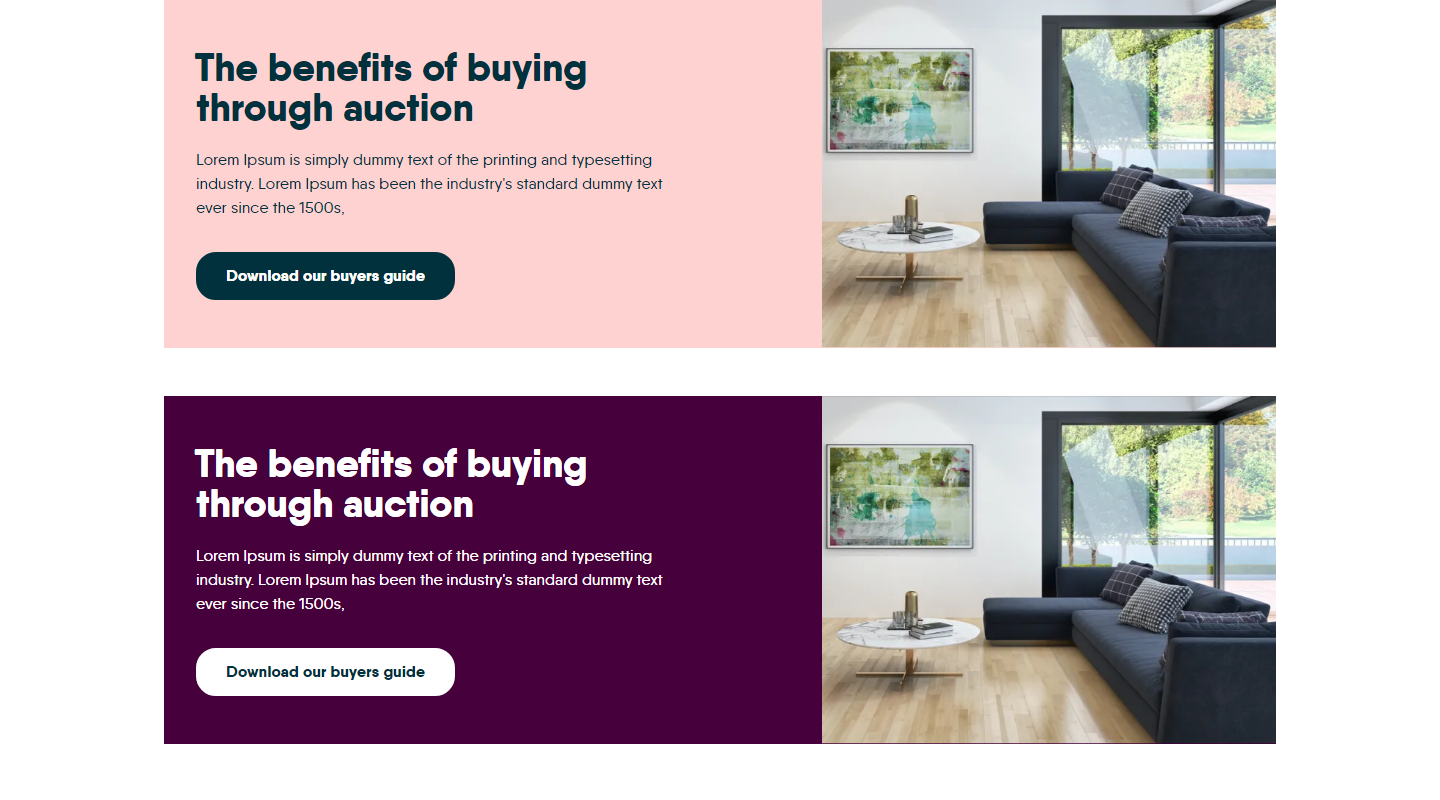 The benefits of buying
through auction
Lorem Ipsum is simply dummy text of the printing and typesetting
industry. Lorem Ipsum has been the industry's standard dummy text
ever since the 1500s,
Download our buyers guide
The benefits of buying
through auction
Lorem Ipsum is simply dummy text of the printing and typesetting
industry. Lorem Ipsum has been the industry's standard dummy text
ever since the 1500s,
Download our buyers guide